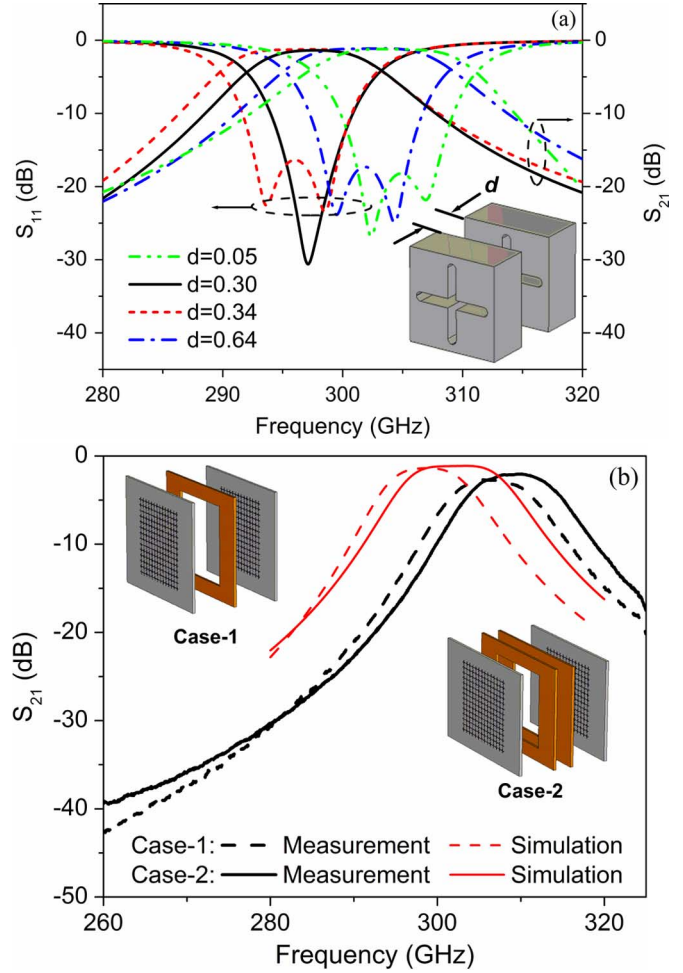 (a)
0
-10
-20
-30
-40
S11 (dB)
0
-10
-20
-30
-40
S21 (dB)
d
d=0.05
d=0.30
d=0.34
d=0.64
280
290
300
310
320
Frequency (GHz)
(b)
0
-10
-20
-30
-40
-50
S21 (dB)
Case-1
Case-2
Case-1: Measurement Simulation
Case-2: Measurement Simulation
260
280
300
320
Frequency (GHz)